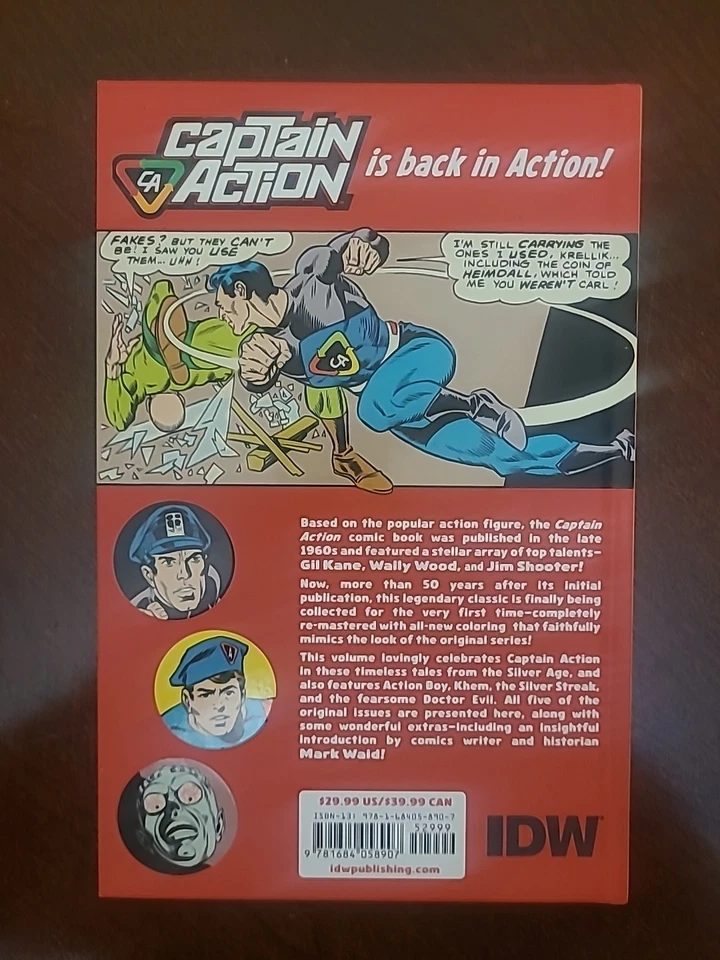 CAPTAIN
ACTION
CA
is back in Action!
FAKES? BUT THEY CAN'T
BE! I SAW YOU USE
THEM... UHN!
I'M STILL CARRYING THE
ONES I USED, KRELLIK...
INCLUDING THE COIN OF
HEIMDALL, WHICH TOLD
ME YOU WEREN'T CARL!
CA
Based on the popular action figure, the Captain
Action comic book was published in the late
1960s and featured a stellar array of top talents—
Gil Kane, Wally Wood, and Jim Shooter!
Now, more than 50 years after its initial
publication, this legendary classic is finally being
collected for the very first time—completely
re-mastered with all-new coloring that faithfully
mimics the look of the original series!
This volume lovingly celebrates Captain Action
in these timeless tales from the Silver Age, and
also features Action Boy, Khem, the Silver Streak,
and the fearsome Doctor Evil. All five of the
original issues are presented here, along with
some wonderful extras—including an insightful
introduction by comics writer and historian
Mark Waid!
$29.99 US/$39.99 CAN
ISBN-13: 978-1-68405-890-7
52999
9 781684 058907
idwpublishing.com
IDW